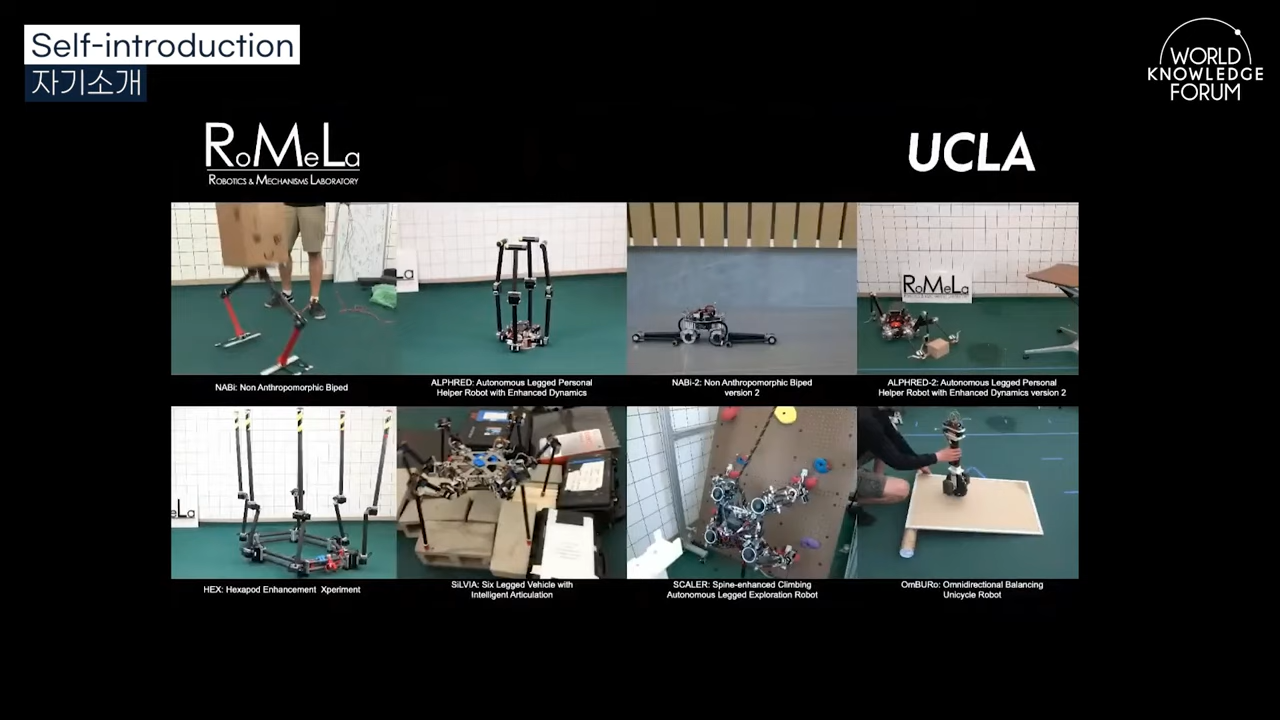 Self-introduction
자기소개
WORLD
KNOWLEDGE
FORUM
RoMeLa
ROBOTICS & MECHANISMS LABORATORY
UCLA
La
RoMeLa
NABi: Non Anthropomorphic Biped
ALPHRED: Autonomous Legged Personal
Helper Robot with Enhanced Dynamics
NABi-2: Non Anthropomorphic Biped
version 2
ALPHRED-2: Autonomous Legged Personal
Helper Robot with Enhanced Dynamics version 2
eLa
HEX: Hexapod Enhancement Xperiment
SiLVIA: Six Legged Vehicle with
Intelligent Articulation
SCALER: Spine-enhanced Climbing
Autonomous Legged Exploration Robot
OmBURo: Omnidirectional Balancing
Unicycle Robot